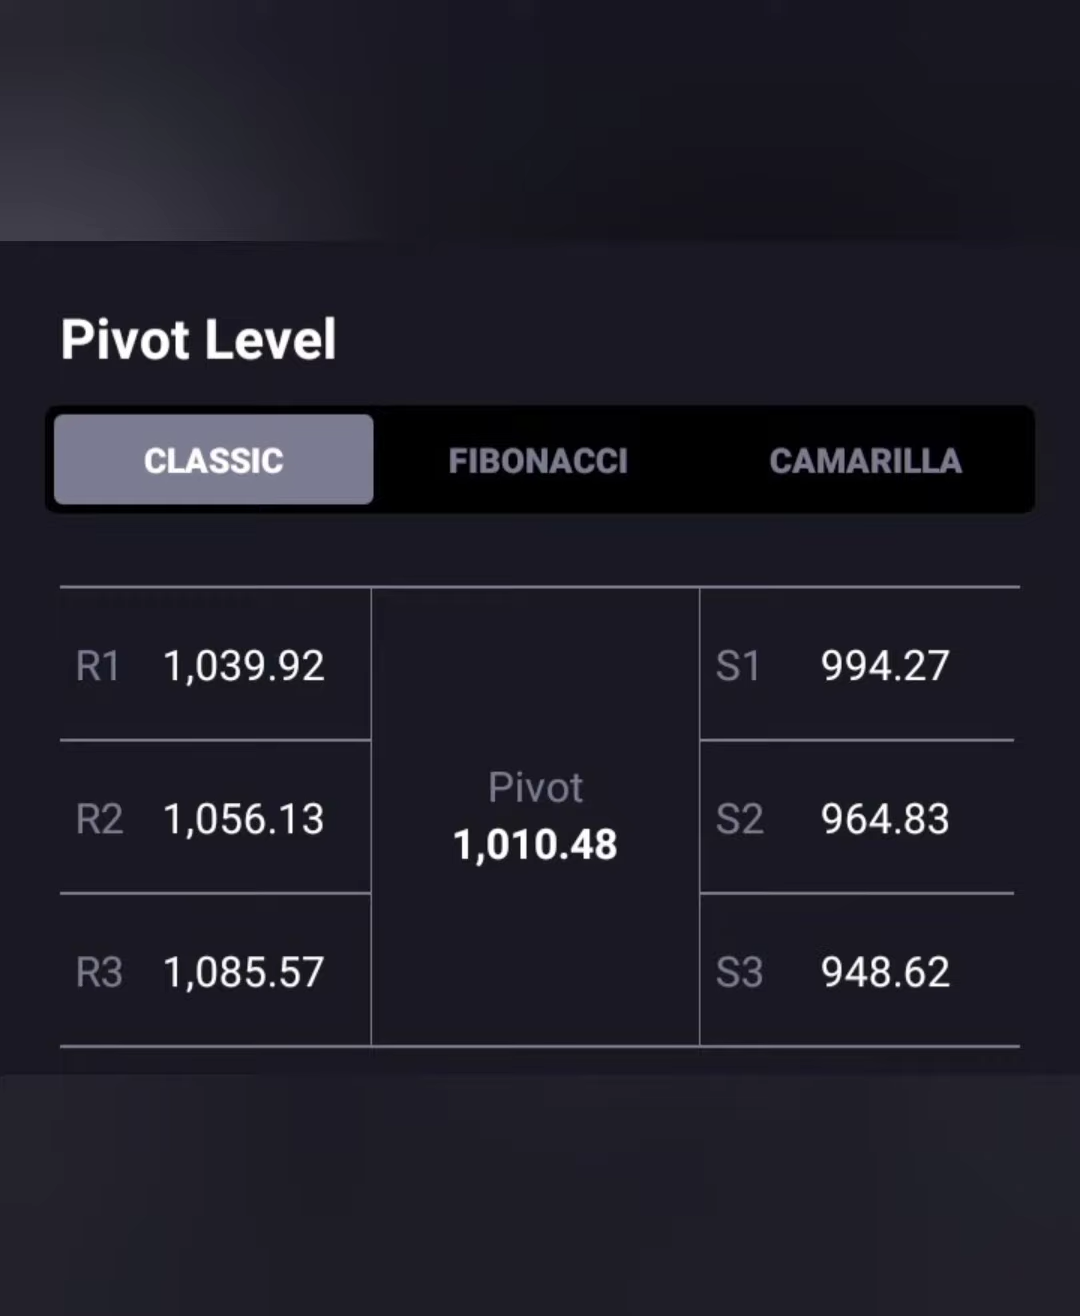 Pivot Level
CLASSIC FIBONACCI CAMARILLA
R1 1,039.92 S1 994.27
Pivot
R2 1,056.13 S2 964.83
1,010.48
R3 1,085.57 S3 948.62